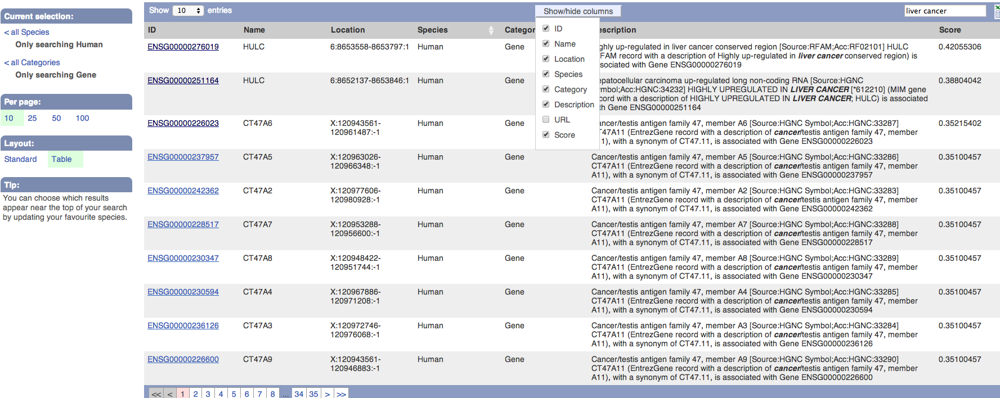 Current selection:
< all Species
Only searching Human
< all Categories
Only searching Gene
Per page:
10 25 50 100
Layout:
Standard Table
Tip:
You can choose which results
appear near the top of your search
by updating your favourite species.
Show 10 entries
Show/hide columns
liver cancer
ID Name Location Species Categor escription Score
ID
Name
Location
Species
Category
Description
URL
Score
ENSG00000276019 HULC 6:8653558-8653797:1 Human Gene ghly up-regulated in liver cancer conserved region [Source:RFAM;Acc:RF02101] HULC 0.42055306
FAM record with a description of Highly up-regulated in liver cancer conserved region) is
sociated with Gene ENSG00000276019
ENSG00000251164 HULC 6:8652137-8653846:1 Human Gene epatocellular carcinoma up-regulated long non-coding RNA [Source:HGNC 0.38804042
mbol;Acc:HGNC:34232] HIGHLY UPREGULATED IN LIVER CANCER [*612210] (MIM gene
cord with a description of HIGHLY UPREGULATED IN LIVER CANCER; HULC) is associated
th Gene ENSG00000251164
ENSG00000226023 CT47A6 X:120943561- Human Gene ancer/testis antigen family 47, member A6 [Source:HGNC Symbol;Acc:HGNC:33287] 0.35215402
120961487:-1 T47A11 (EntrezGene record with a description of cancer/testis antigen family 47, member
1), with a synonym of CT47.11, is associated with Gene ENSG00000226023
ENSG00000237957 CT47A5 X:120963026- Human Gene Cancer/testis antigen family 47, member A5 [Source:HGNC Symbol;Acc:HGNC:33286] 0.35100457
120966348:-1 CT47A11 (EntrezGene record with a description of cancer/testis antigen family 47, member
A11), with a synonym of CT47.11, is associated with Gene ENSG00000237957
ENSG00000242362 CT47A2 X:120977606- Human Gene Cancer/testis antigen family 47, member A2 [Source:HGNC Symbol;Acc:HGNC:33283] 0.35100457
120980928:-1 CT47A11 (EntrezGene record with a description of cancer/testis antigen family 47, member
A11), with a synonym of CT47.11, is associated with Gene ENSG00000242362
ENSG00000228517 CT47A7 X:120953288- Human Gene Cancer/testis antigen family 47, member A7 [Source:HGNC Symbol;Acc:HGNC:33288] 0.35100457
120956600:-1 CT47A11 (EntrezGene record with a description of cancer/testis antigen family 47, member
A11), with a synonym of CT47.11, is associated with Gene ENSG00000228517
ENSG00000230347 CT47A8 X:120948422- Human Gene Cancer/testis antigen family 47, member A8 [Source:HGNC Symbol;Acc:HGNC:33289] 0.35100457
120951744:-1 CT47A11 (EntrezGene record with a description of cancer/testis antigen family 47, member
A11), with a synonym of CT47.11, is associated with Gene ENSG00000230347
ENSG00000230594 CT47A4 X:120967886- Human Gene Cancer/testis antigen family 47, member A4 [Source:HGNC Symbol;Acc:HGNC:33285] 0.35100457
120971208:-1 CT47A11 (EntrezGene record with a description of cancer/testis antigen family 47, member
A11), with a synonym of CT47.11, is associated with Gene ENSG00000230594
ENSG00000236126 CT47A3 X:120972746- Human Gene Cancer/testis antigen family 47, member A3 [Source:HGNC Symbol;Acc:HGNC:33284] 0.35100457
120976068:-1 CT47A11 (EntrezGene record with a description of cancer/testis antigen family 47, member
A11), with a synonym of CT47.11, is associated with Gene ENSG00000236126
ENSG00000226600 CT47A9 X:120943561- Human Gene Cancer/testis antigen family 47, member A9 [Source:HGNC Symbol;Acc:HGNC:33290] 0.35100457
120946883:-1 CT47A11 (EntrezGene record with a description of cancer/testis antigen family 47, member
A11), with a synonym of CT47.11, is associated with Gene ENSG00000226600
<< < 1 2 3 4 5 6 7 8 ... 34 35 > >>